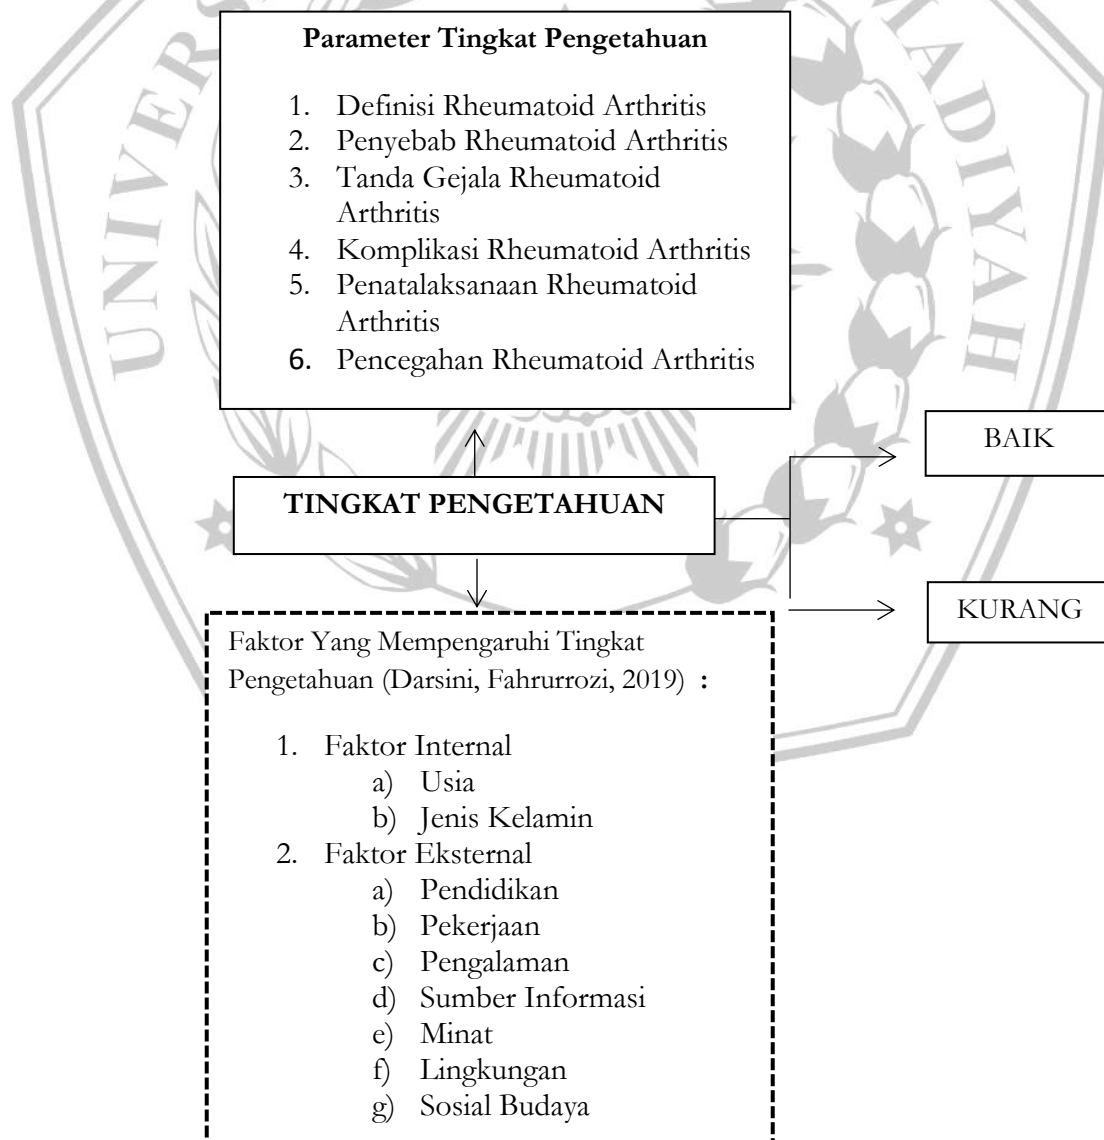 UNIVER
MADIYAH
Parameter Tingkat Pengetahuan
1. Definisi Rheumatoid Arthritis
2. Penyebab Rheumatoid Arthritis
3. Tanda Gejala Rheumatoid
Arthritis
4. Komplikasi Rheumatoid Arthritis
5. Penatalaksanaan Rheumatoid
Arthritis
6. Pencegahan Rheumatoid Arthritis
BAIK
TINGKAT PENGETAHUAN
KURANG
Faktor Yang Mempengaruhi Tingkat
Pengetahuan (Darsini, Fahrurrozi, 2019) :
1. Faktor Internal
a) Usia
b) Jenis Kelamin
2. Faktor Eksternal
a) Pendidikan
b) Pekerjaan
c) Pengalaman
d) Sumber Informasi
e) Minat
f) Lingkungan
g) Sosial Budaya